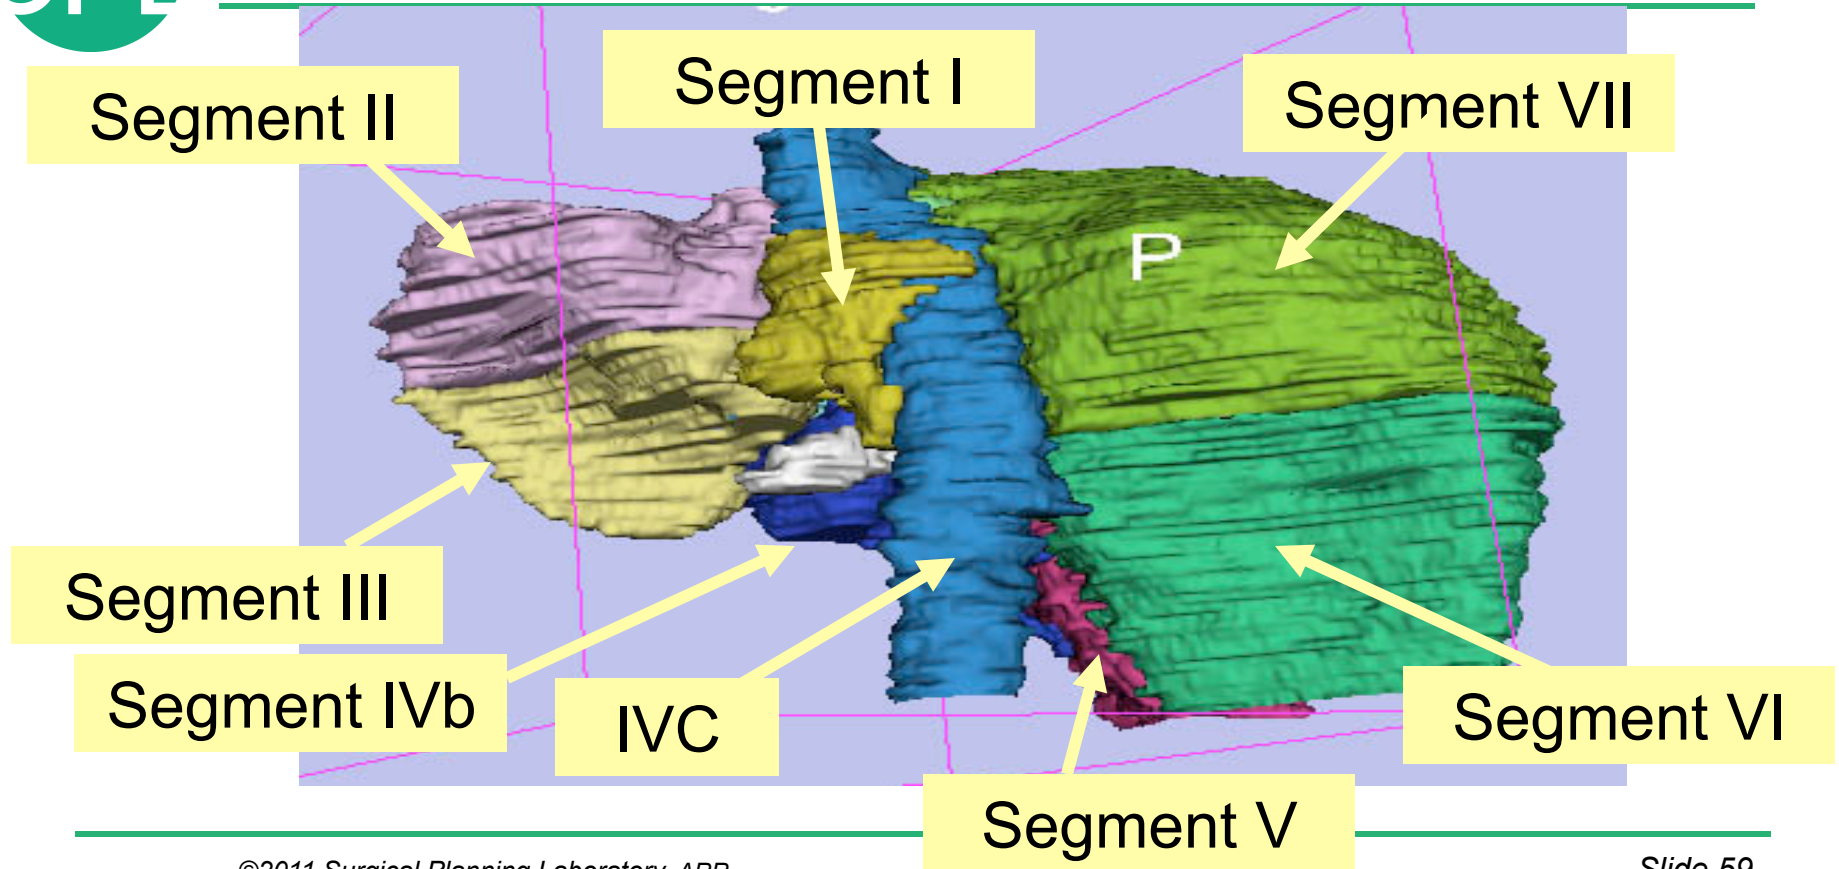 Segment I
Segment II
Segment VII
P
Segment III
Segment IVb
IVC
Segment VI
Segment V
©2011 Surgical Planning Laboratory, ARR
Slide 59